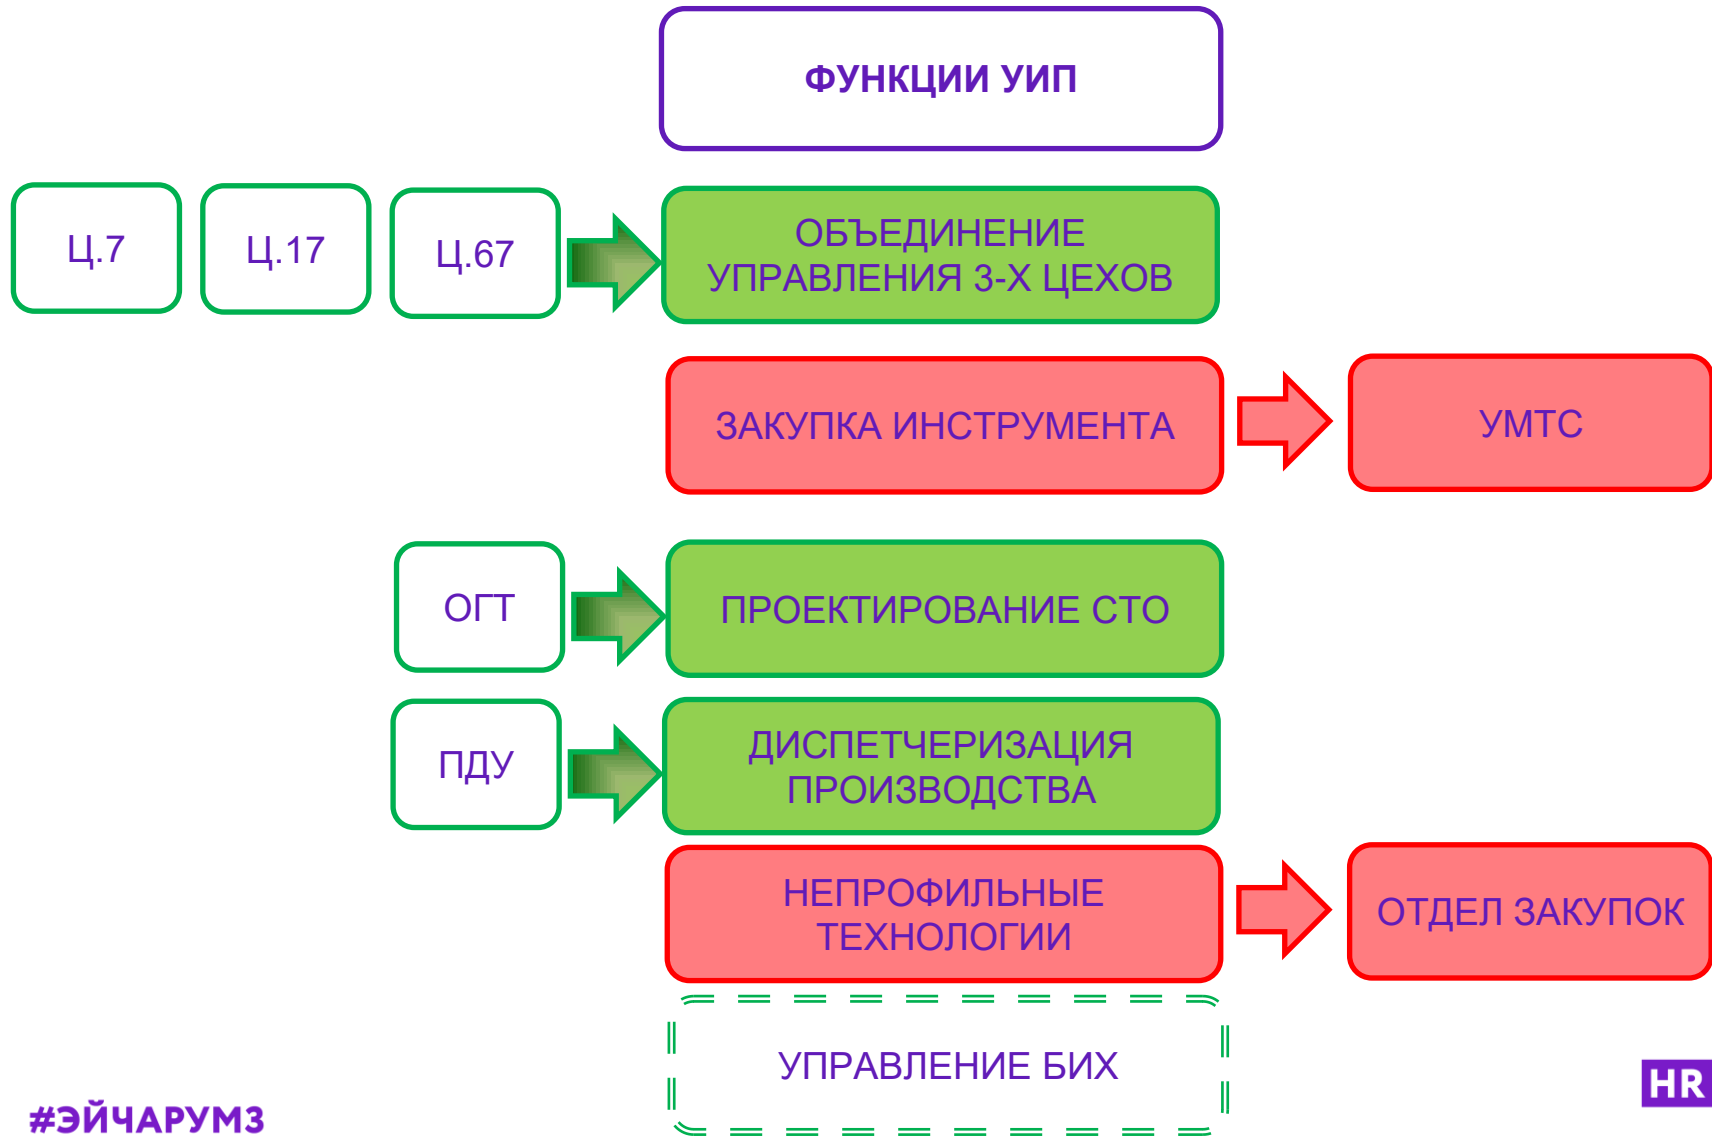 ФУНКЦИИ УИП
Ц.7
Ц.17
Ц.67
ОБЪЕДИНЕНИЕ
УПРАВЛЕНИЯ 3-Х ЦЕХОВ
ЗАКУПКА ИНСТРУМЕНТА
УМТС
ОГТ
ПРОЕКТИРОВАНИЕ СТО
ПДУ
ДИСПЕТЧЕРИЗАЦИЯ
ПРОИЗВОДСТВА
НЕПРОФИЛЬНЫЕ
ТЕХНОЛОГИИ
ОТДЕЛ ЗАКУПОК
УПРАВЛЕНИЕ БИХ
#ЭЙЧАРУМЗ
HR